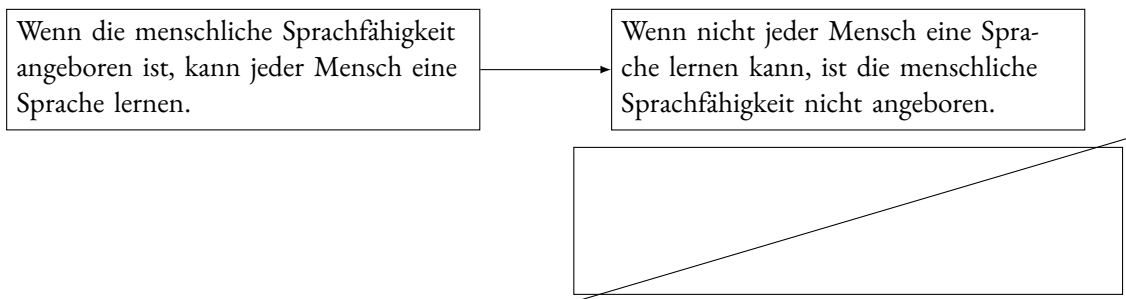 Wenn die menschliche Sprachfähigkeit
angeboren ist, kann jeder Mensch eine
Sprache lernen.
Wenn nicht jeder Mensch eine Spra-
che lernen kann, ist die menschliche
Sprachfähigkeit nicht angeboren.